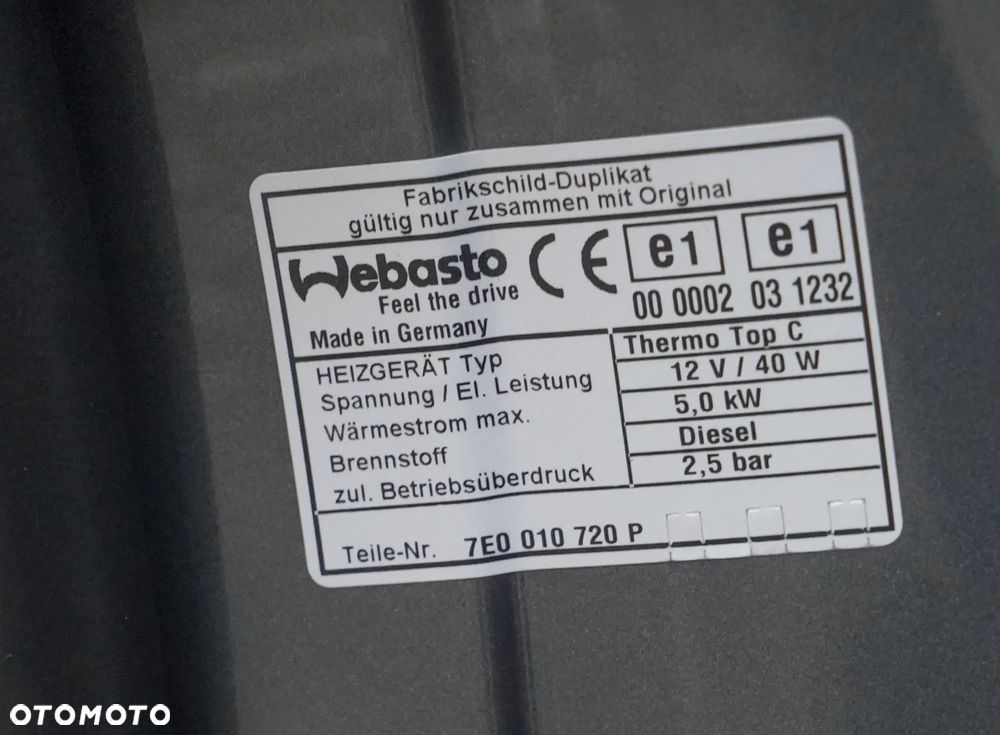 Fabrikschild-Duplikat
gültig nur zusammen mit Original
Webasto CE e1 e1
Feel the drive 00 0002 03 1232
Made in Germany
HEIZGERÄT Typ Thermo Top C
Spannung / El. Leistung 12 V / 40 W
Wärmestrom max. 5,0 kW
Brennstoff Diesel
zul. Betriebsüberdruck 2,5 bar
Teile-Nr. 7E0 010 720 P
OTOMOTO